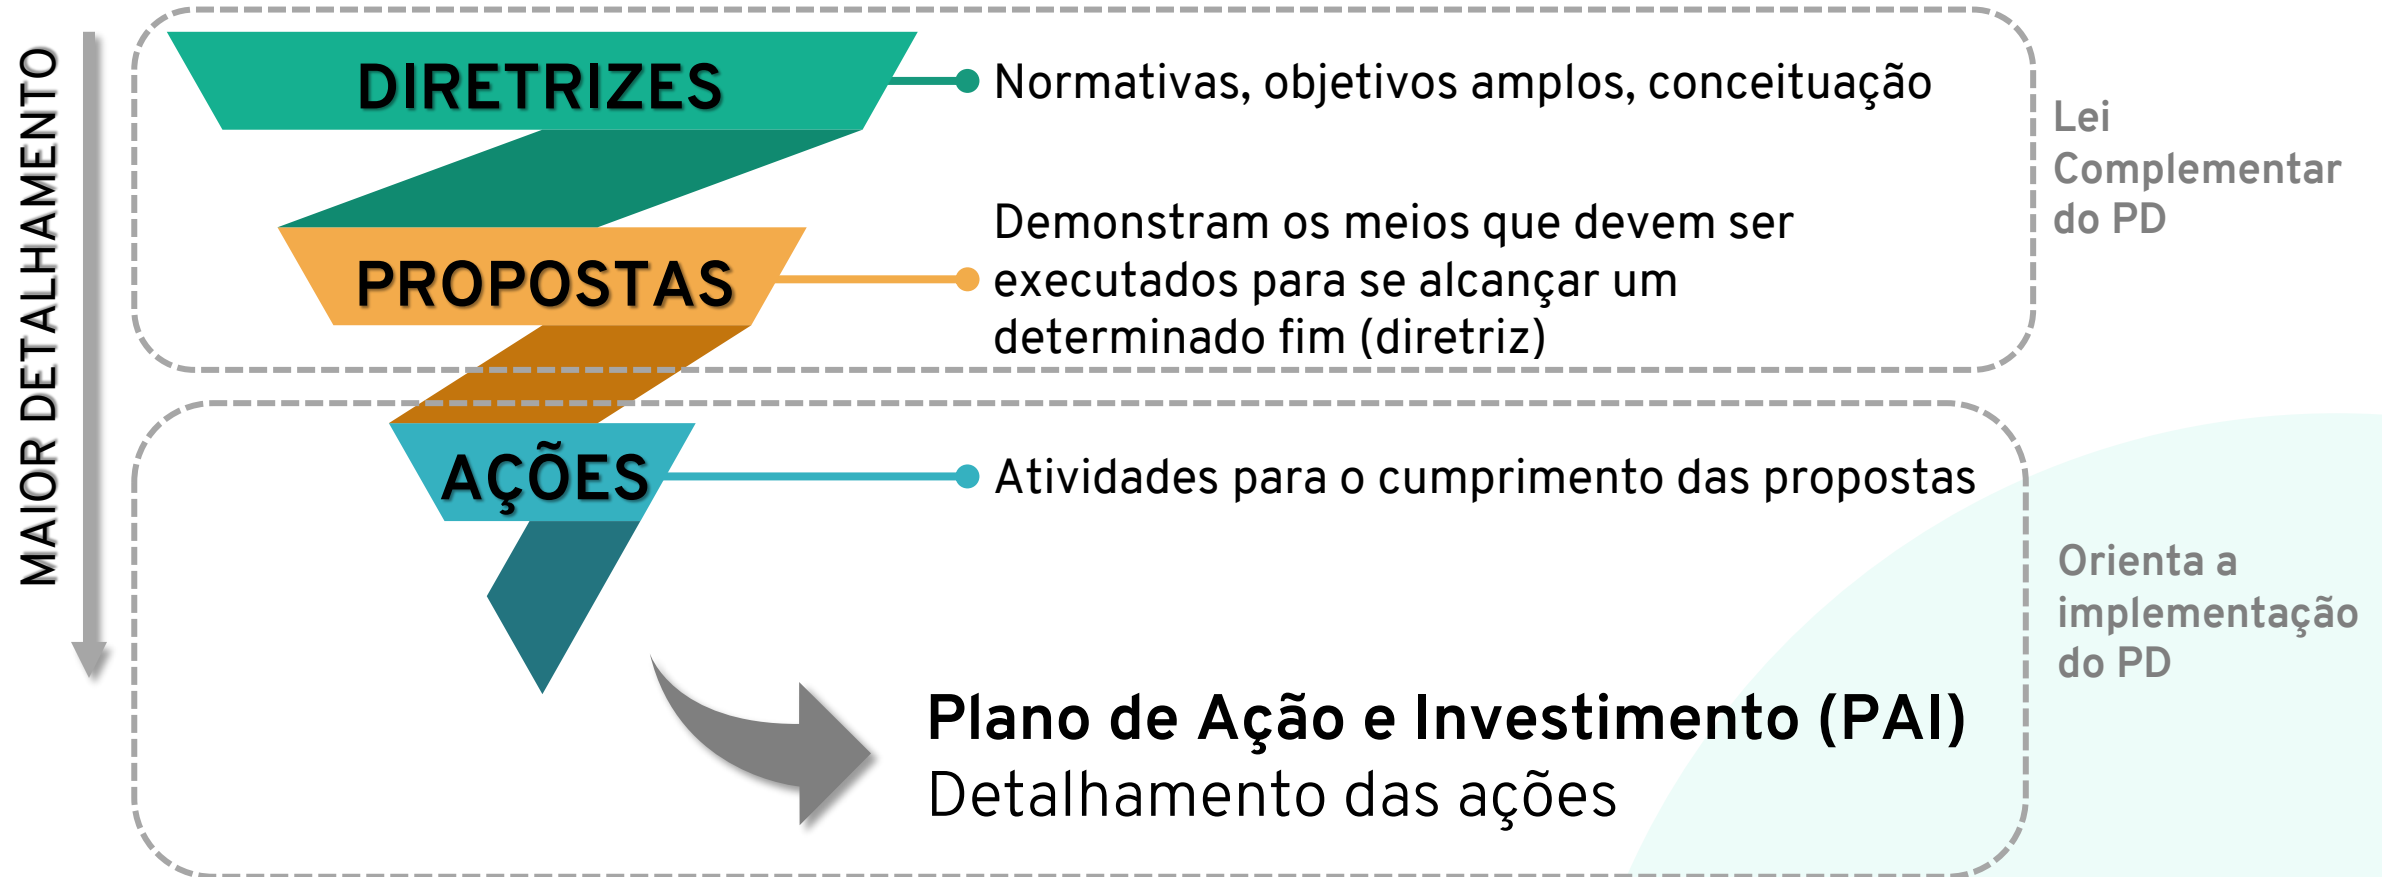 MAIOR DETALHAMENTO
DIRETRIZES
Normativas, objetivos amplos, conceituação
Lei
Complementar
do PD
PROPOSTAS
Demonstram os meios que devem ser
executados para se alcançar um
determinado fim (diretriz)
AÇÕES
Atividades para o cumprimento das propostas
Orienta a
implementação
do PD
Plano de Ação e Investimento (PAI)
Detalhamento das ações